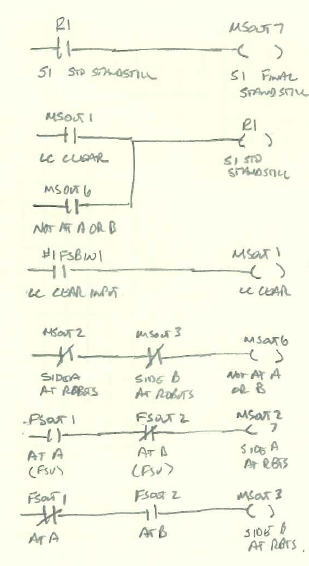 R1 MSOUT 7
S1 STD STANDSTILL S1 FINAL
STANDSTILL
MSOUT 1 R1
LC CLEAR S1 STD
STANDSTILL
MSOUT 6
NOT AT A OR B
#1FSBIN1 MSOUT 1
LC CLEAR INPUT LC CLEAR
MSOUT 2 MSOUT 3 MSOUT 6
SIDE A SIDE B NOT AT A
AT ROBOTS AT ROBOTS OR B
FSOUT 1 FSOUT 2 MSOUT 2
AT A AT B SIDE A
(FSV) (FSV) AT RBTS
FSOUT 1 FSOUT 2 MSOUT 3
AT A AT B SIDE B
AT RBTS.